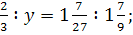 2/3 : y = 1 7/27 : 1 7/9;